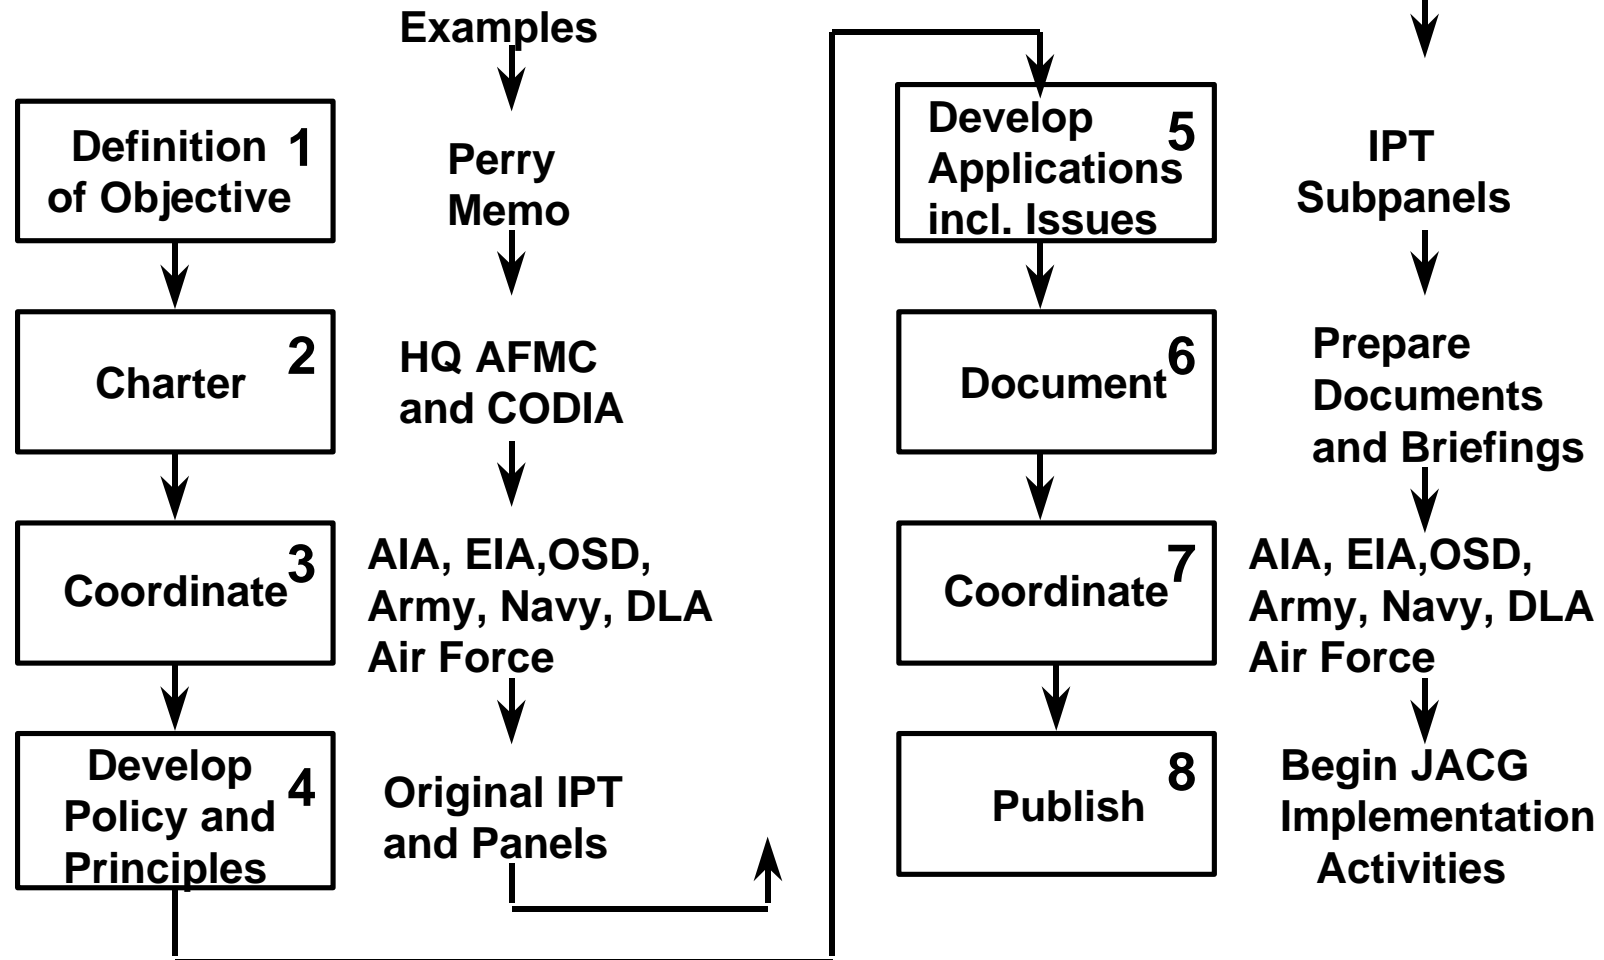 Examples
Definition 1
of Objective
Perry
Memo
Charter 2
HQ AFMC
and CODIA
Coordinate 3
AIA, EIA,OSD,
Army, Navy, DLA
Air Force
Develop
Policy and 4
Principles
Original IPT
and Panels
Develop 5
Applications
incl. Issues
IPT
Subpanels
Document 6
Prepare
Documents
and Briefings
Coordinate 7
AIA, EIA,OSD,
Army, Navy, DLA
Air Force
Publish 8
Begin JACG
Implementation
Activities